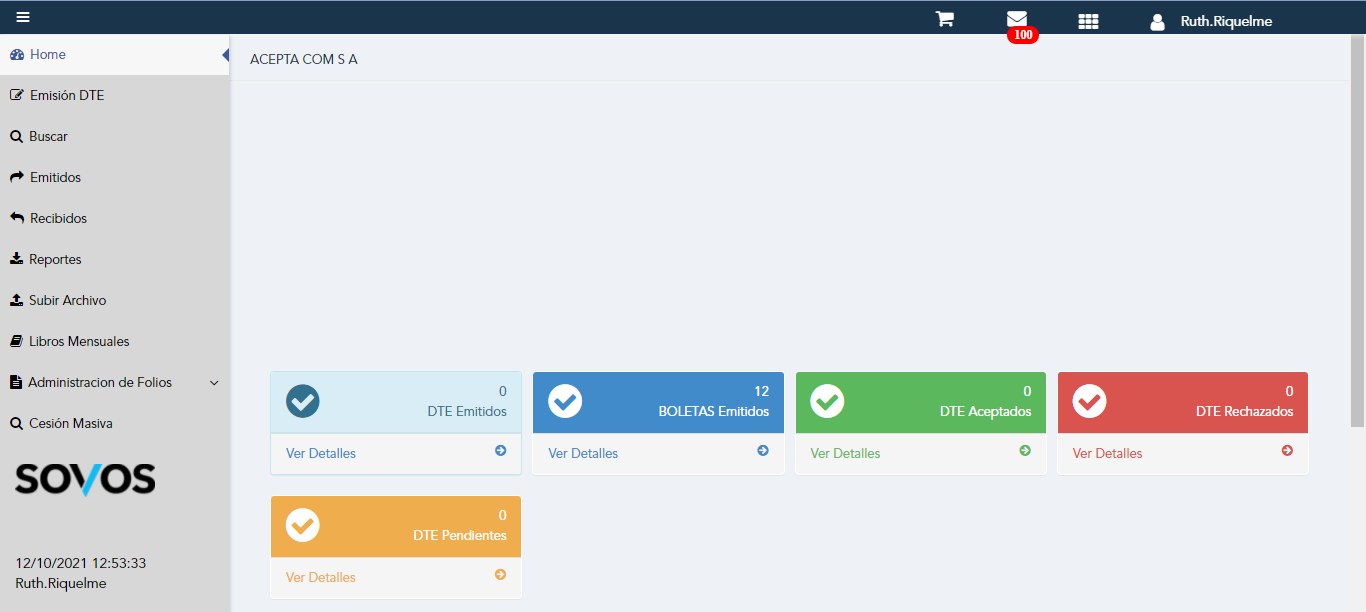 Ruth.Riquelme
100
Home
ACEPTA COM S A
Emisión DTE
Buscar
Emitidos
Recibidos
Reportes
Subir Archivo
Libros Mensuales
Administracion de Folios
Cesión Masiva
SOVOS
12/10/2021 12:53:33
Ruth.Riquelme
0
DTE Emitidos
Ver Detalles
12
BOLETAS Emitidos
Ver Detalles
0
DTE Aceptados
Ver Detalles
0
DTE Rechazados
Ver Detalles
0
DTE Pendientes
Ver Detalles